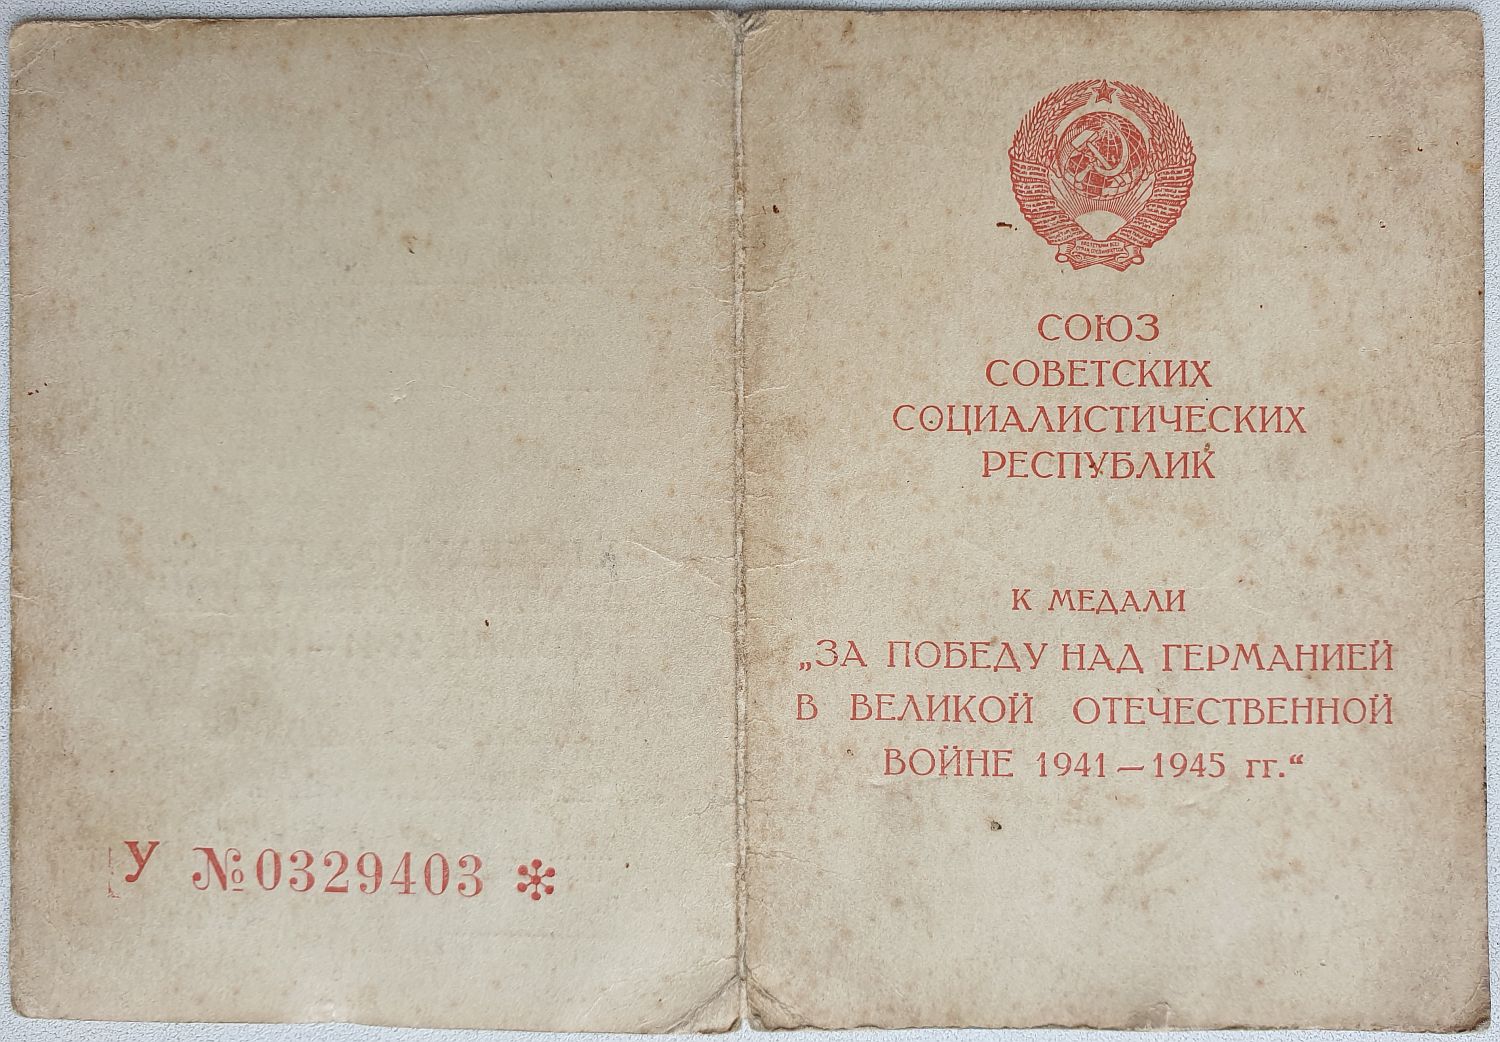 У №0329403 *
СОЮЗ
СОВЕТСКИХ
СОЦИАЛИСТИЧЕСКИХ
РЕСПУБЛИК
К МЕДАЛИ
„ЗА ПОБЕДУ НАД ГЕРМАНИЕЙ
В ВЕЛИКОЙ ОТЕЧЕСТВЕННОЙ
ВОЙНЕ 1941—1945 гг.“